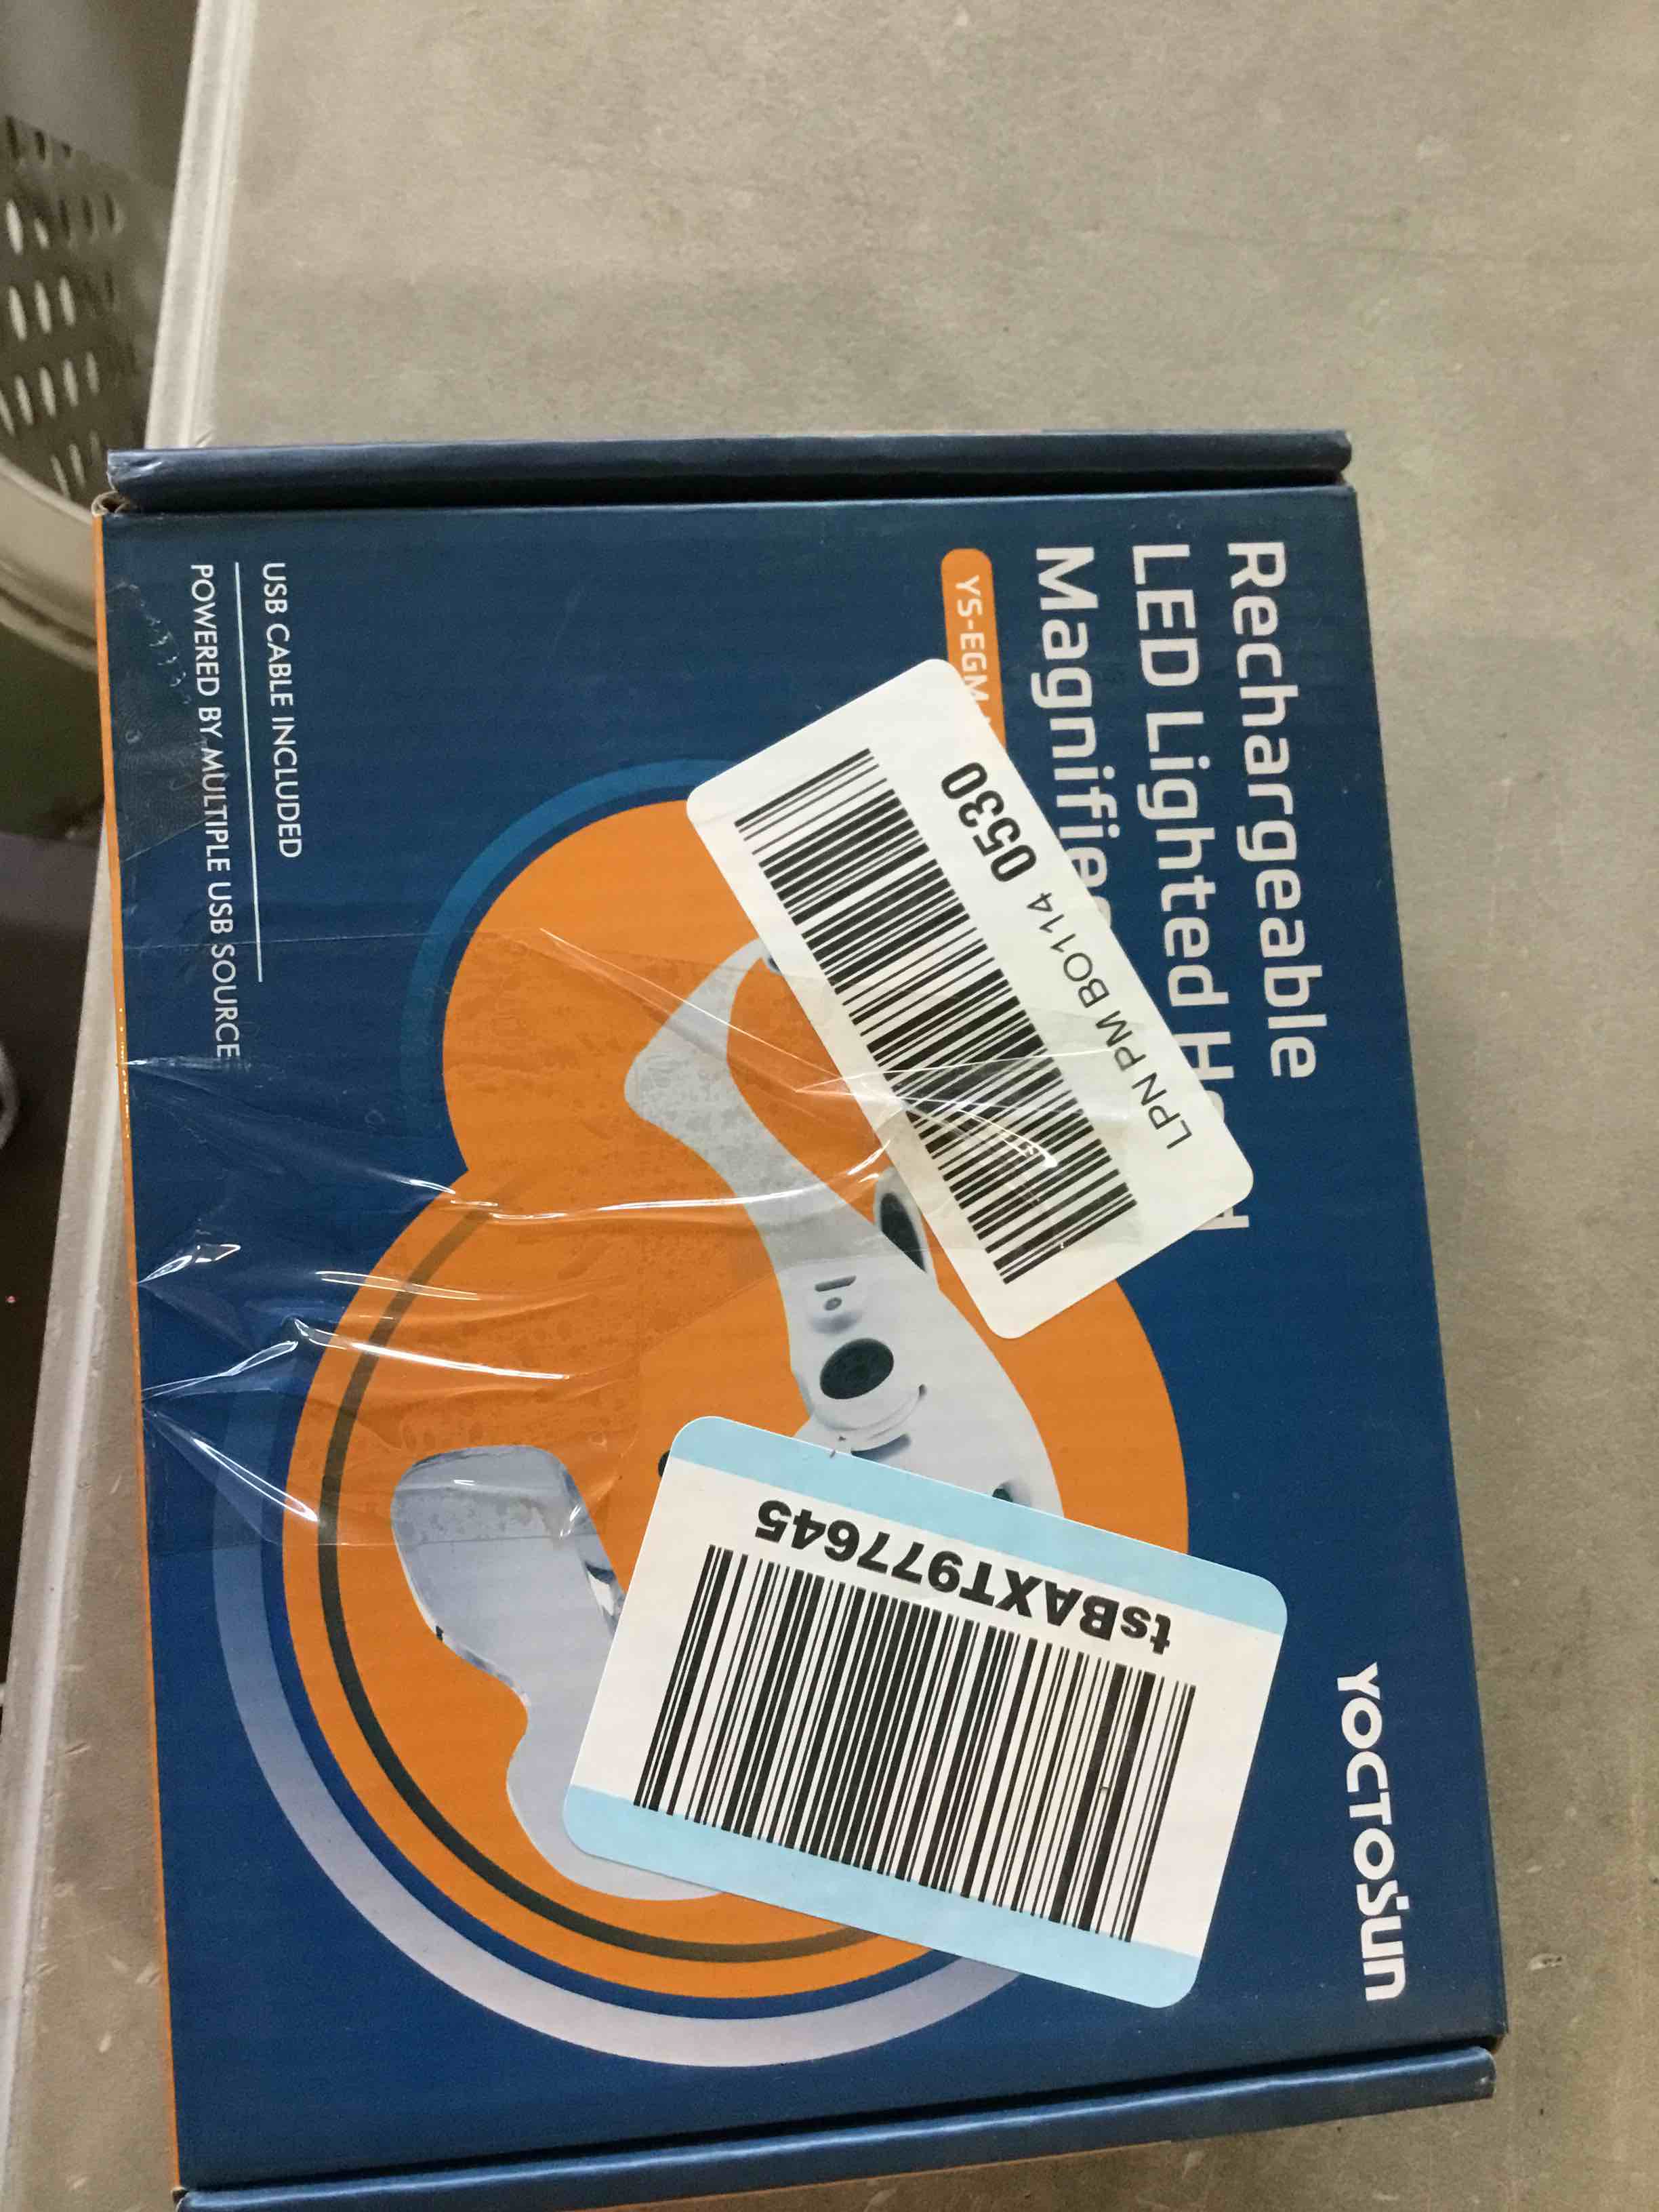 YOCTOSUN
Rechargeable
LED Lighted
Magnifier
YS-EGM
LPN PM BO114 0530
tsBAXT977645
USB CABLE INCLUDED
POWERED BY MULTIPLE USB SOURCE